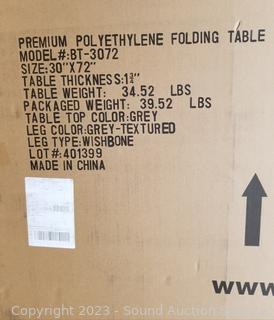 PREMIUM POLYETHYLENE FOLDING TABLE
MODEL#:BT-3072
SIZE:30"X72"
TABLE THICKNESS:1¾"
TABLE WEIGHT: 34.52 LBS
PACKAGED WEIGHT: 39.52 LBS
TABLE TOP COLOR:GREY
LEG COLOR:GREY-TEXTURED
LEG TYPE:WISHBONE
LOT#:401399
MADE IN CHINA
www.
Copyright 2023 - Sound Auction Serv